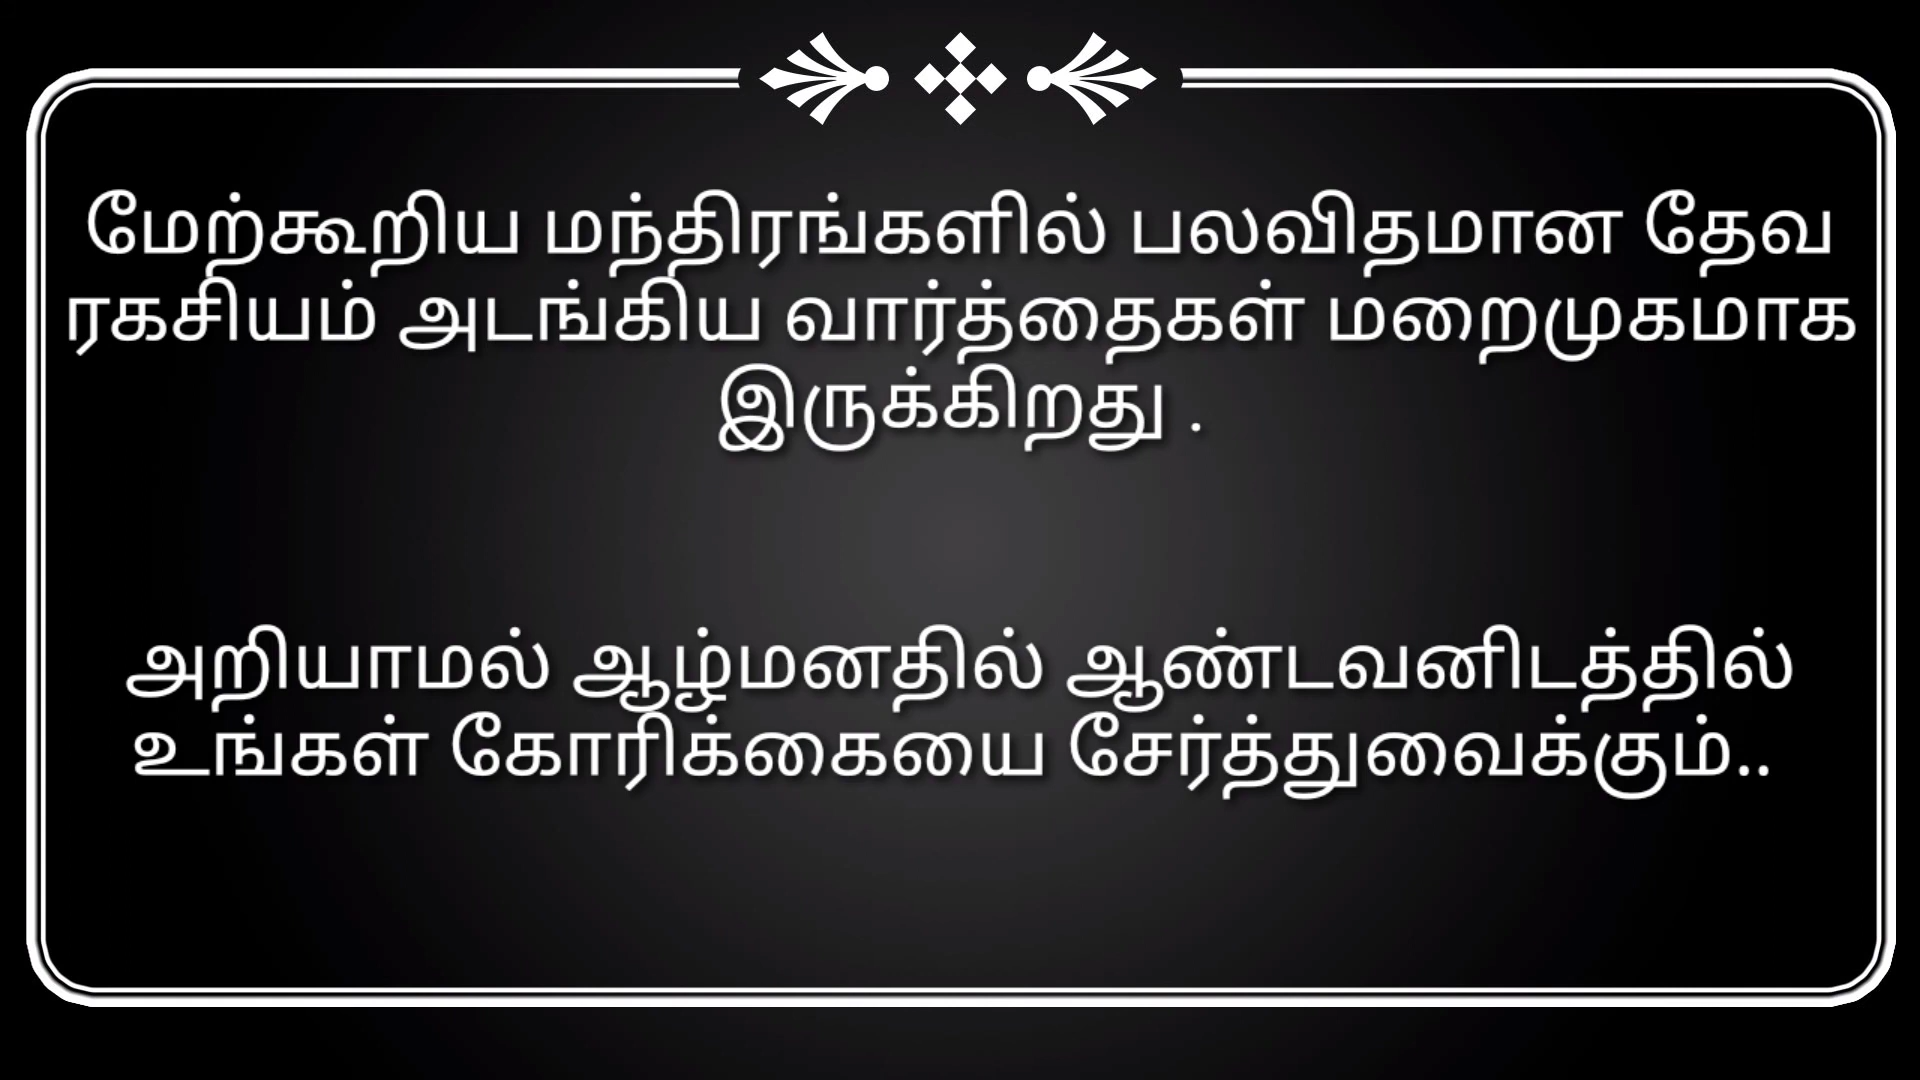 மேற்கூறிய மந்திரங்களில் பலவிதமான தேவ
ரகசியம் அடங்கிய வார்த்தைகள் மறைமுகமாக
இருக்கிறது .
அறியாமல் ஆழ்மனதில் ஆண்டவனிடத்தில்
உங்கள் கோரிக்கையை சேர்த்துவைக்கும்..